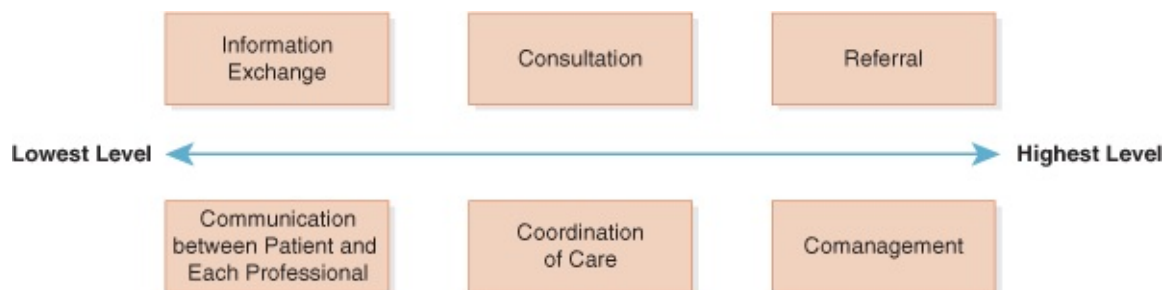 Information
Exchange
Consultation
Referral
Lowest Level
Highest Level
Communication
between Patient and
Each Professional
Coordination
of Care
Comanagement